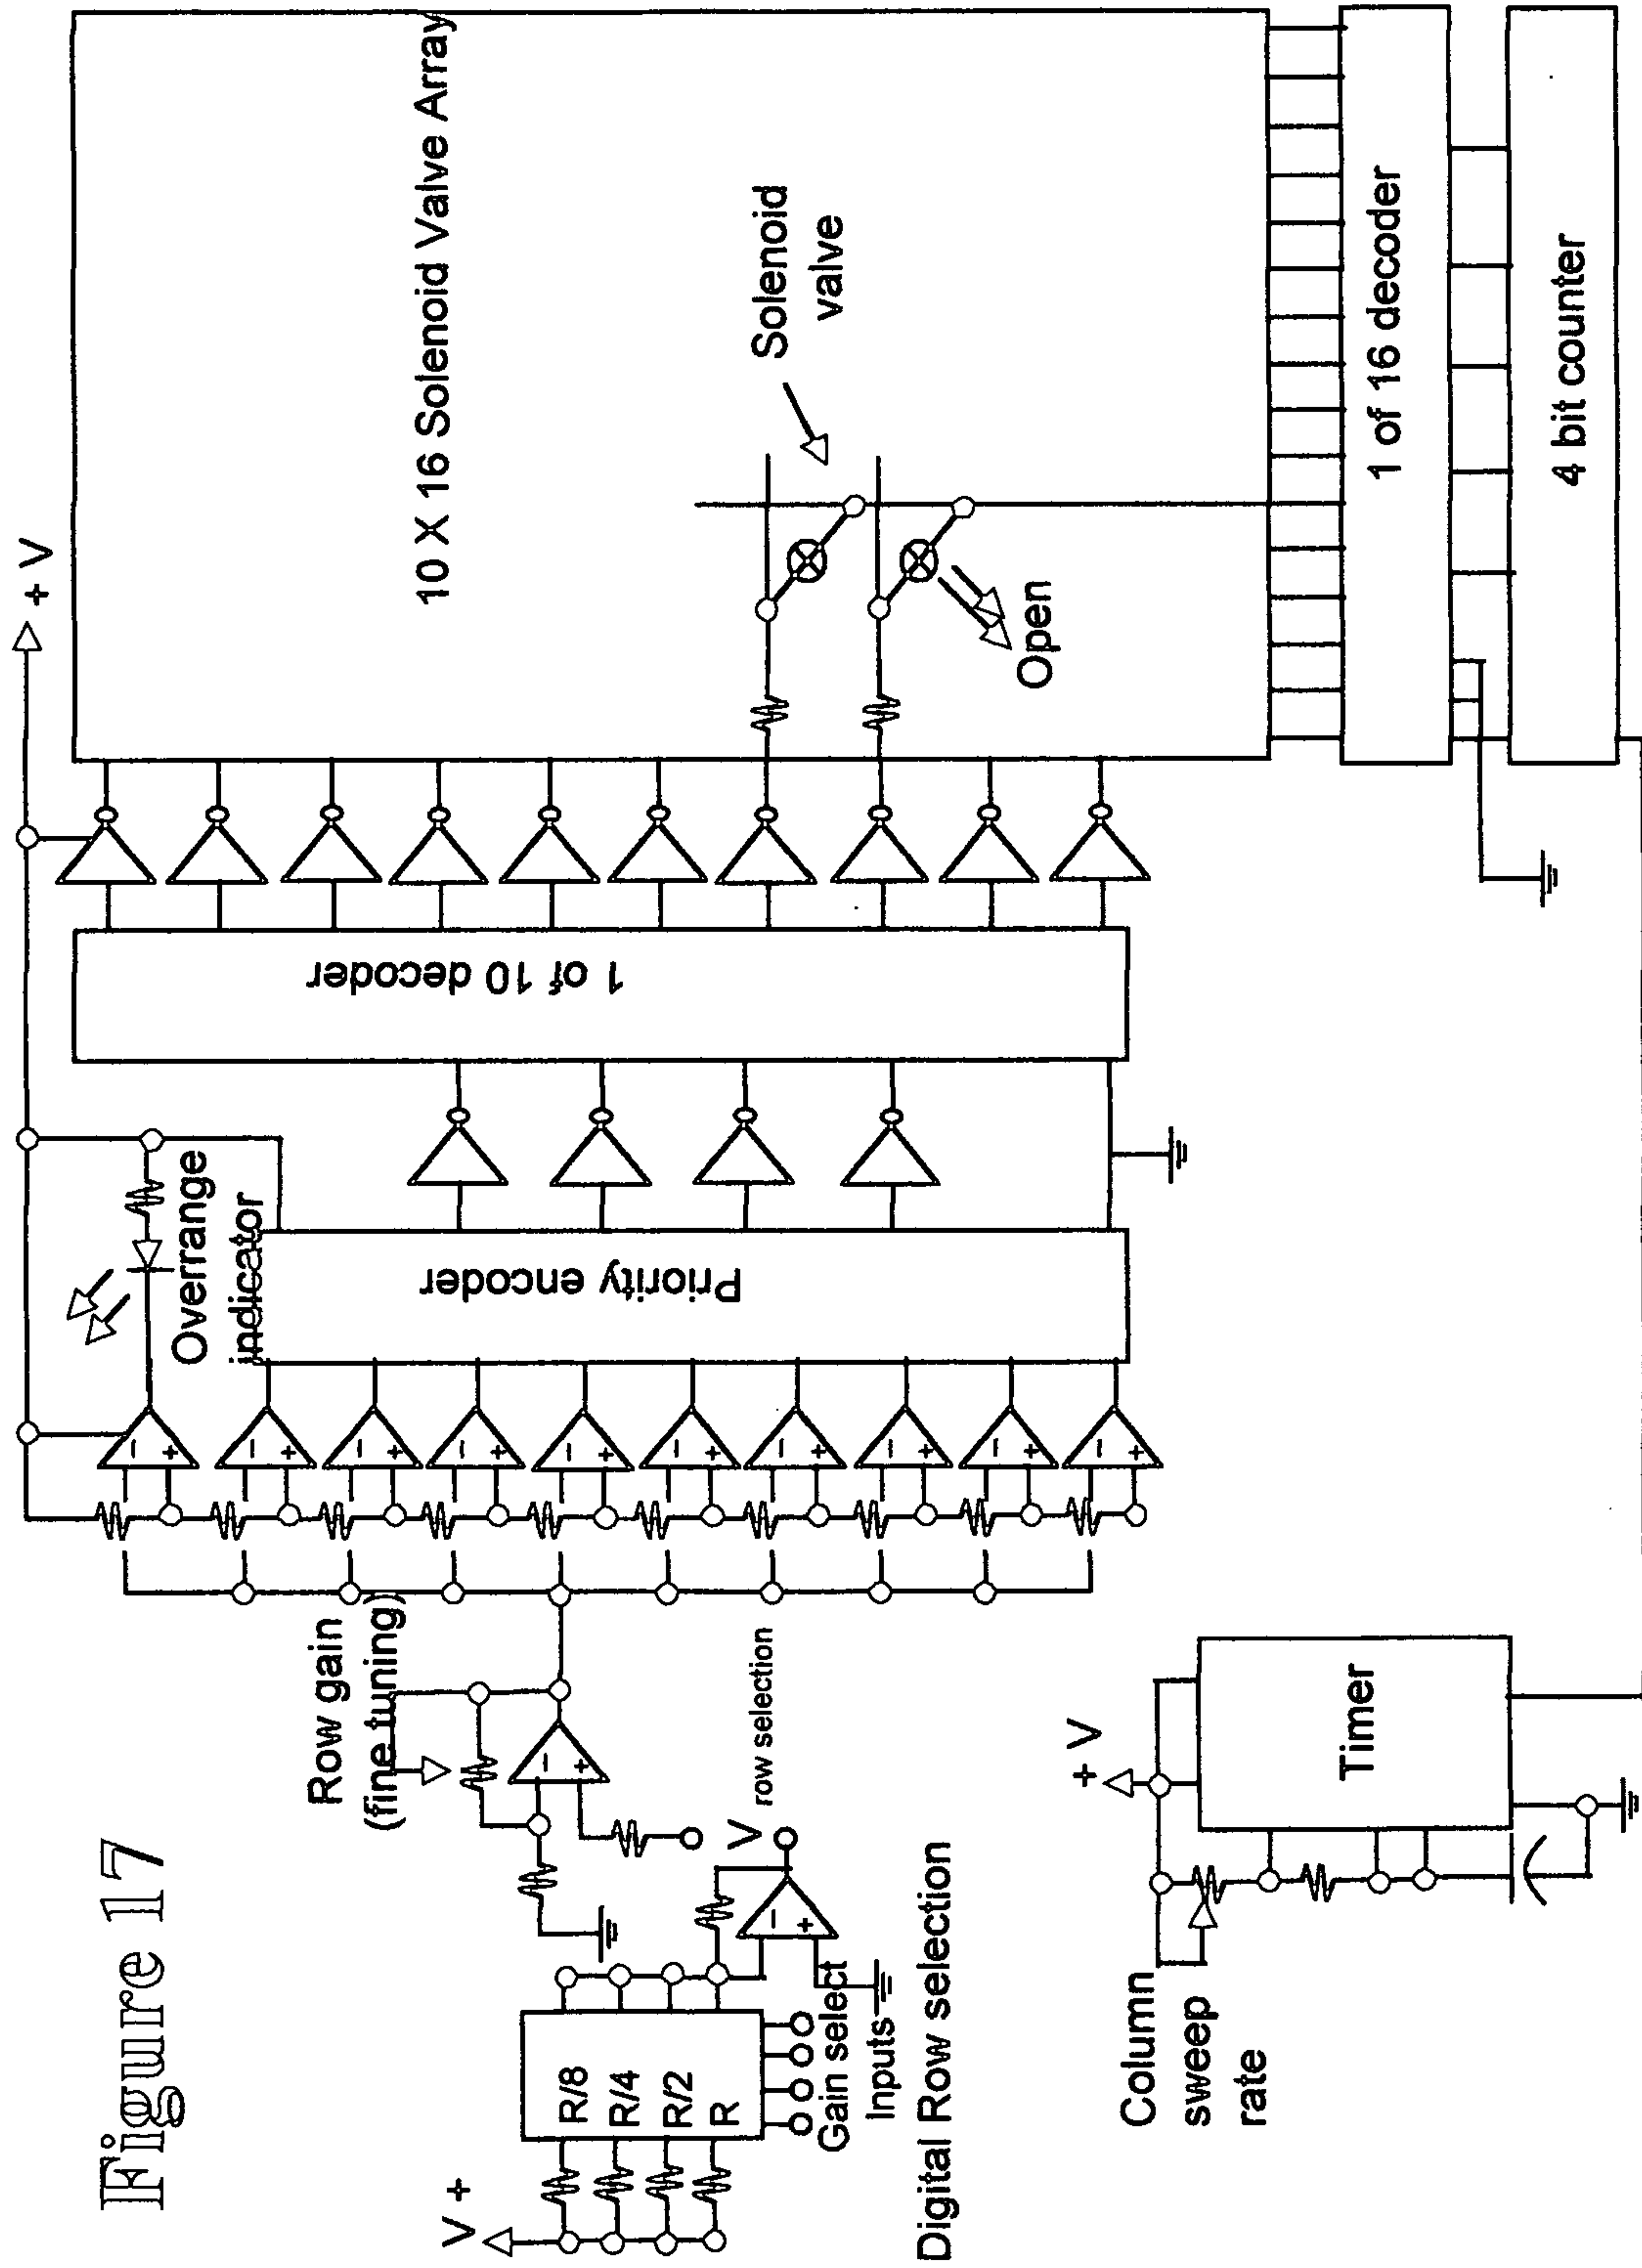 Figure 17
V +
R/8
R/4
R/2
R
Gain select
Inputs
Digital Row selection
V row selection
Row gain
(fine tuning)
Overrange
indicator
Priority encoder
1 of 10 decoder
+ V
10 X 16 Solenoid Valve Array
Solenoid
valve
Open
1 of 16 decoder
4 bit counter
Column
sweep
rate
+ V
Timer